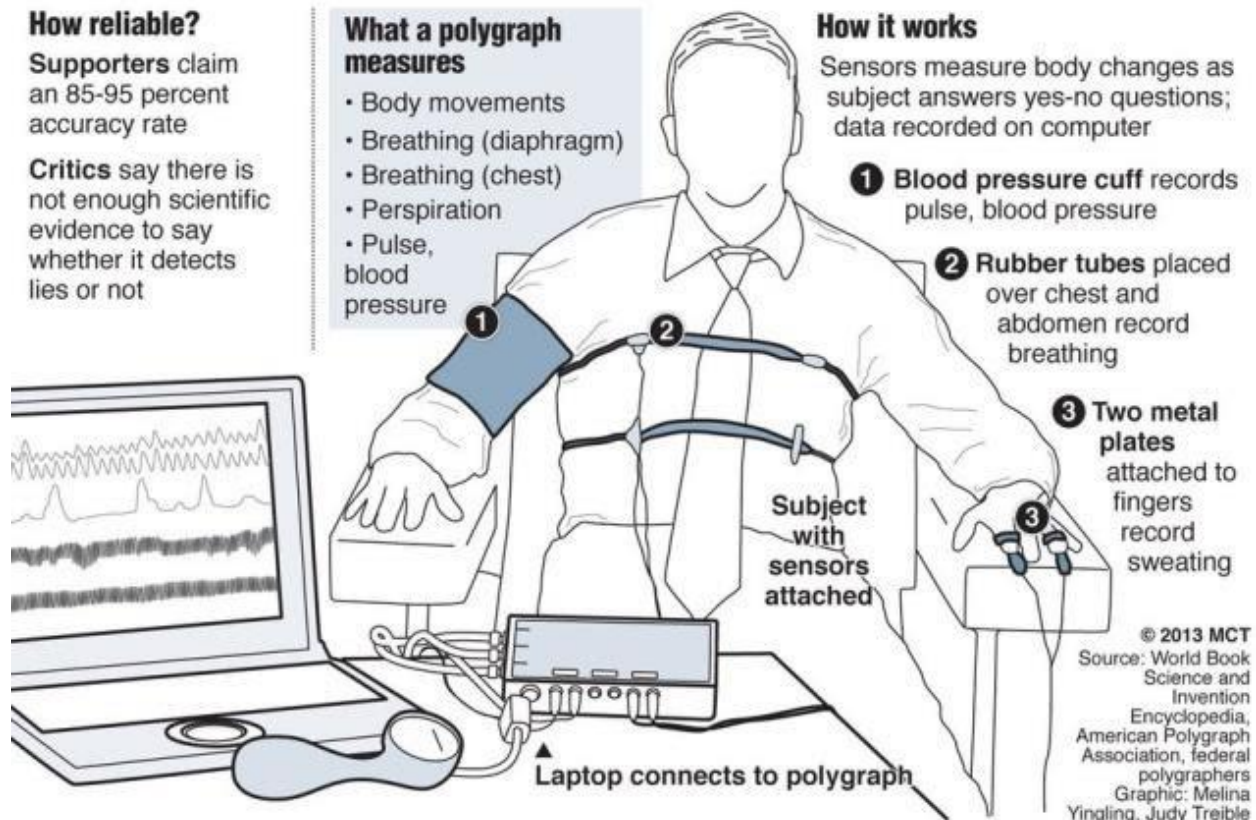 How reliable?
Supporters claim
an 85-95 percent
accuracy rate
Critics say there is
not enough scientific
evidence to say
whether it detects
lies or not
What a polygraph
measures
• Body movements
• Breathing (diaphragm)
• Breathing (chest)
• Perspiration
• Pulse,
blood
pressure
How it works
Sensors measure body changes as
subject answers yes-no questions;
data recorded on computer
1 Blood pressure cuff records
pulse, blood pressure
2 Rubber tubes placed
over chest and
abdomen record
breathing
3 Two metal
plates
attached to
fingers
record
sweating
1
2
3
Subject
with
sensors
attached
Laptop connects to polygraph
© 2013 MCT
Source: World Book
Science and
Invention
Encyclopedia,
American Polygraph
Association, federal
polygraphers
Graphic: Melina
Yingling, Judy Treible